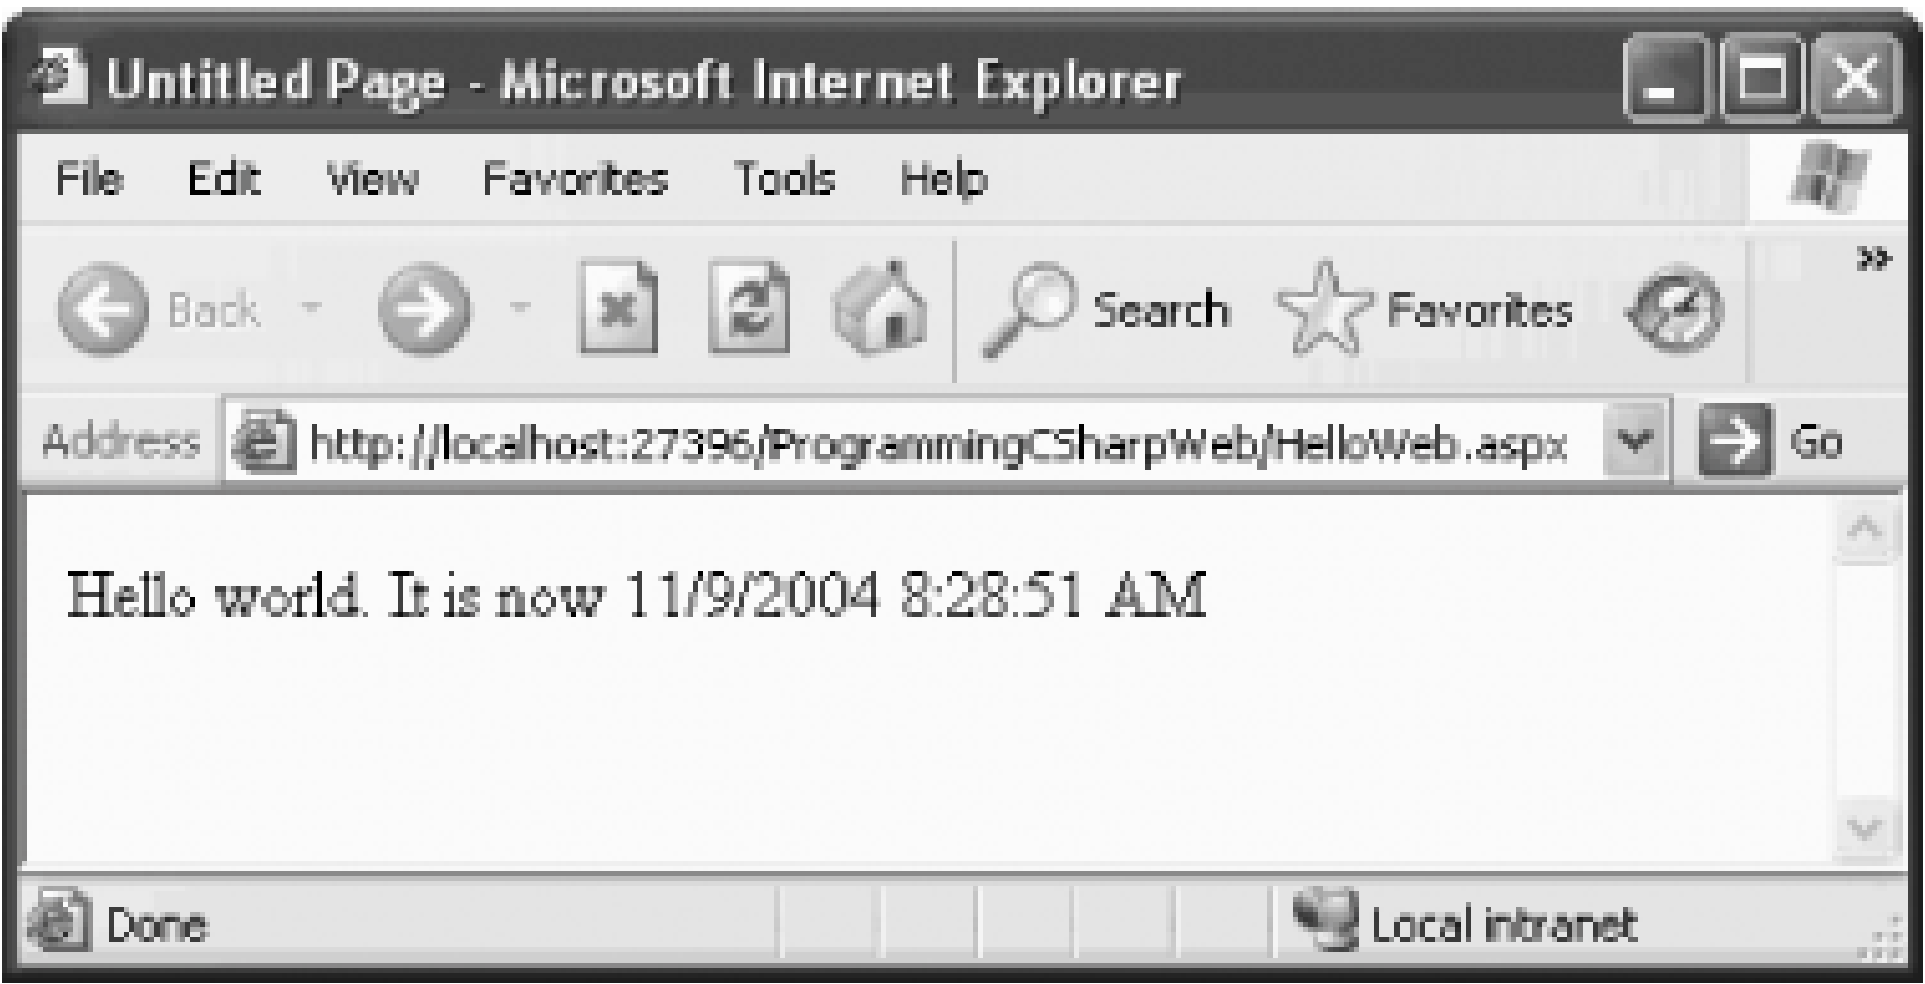 Untitled Page - Microsoft Internet Explorer
File Edit View Favorites Tools Help
Back Search Favorites »
Address http://localhost:27396/ProgrammingCSharpWeb/HelloWeb.aspx Go
Hello world. It is now 11/9/2004 8:28:51 AM
Done Local intranet